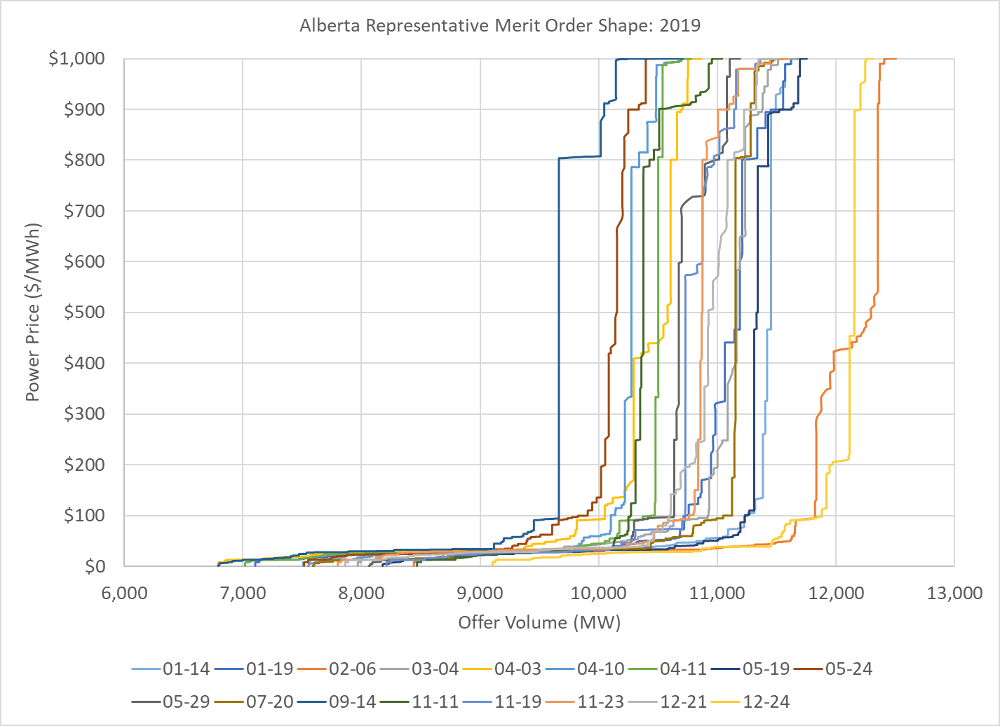 Alberta Representative Merit Order Shape: 2019
$1,000
$900
$800
$700
$600
$500
$400
$300
$200
$100
$0
Power Price ($/MWh)
6,000 7,000 8,000 9,000 10,000 11,000 12,000 13,000
Offer Volume (MW)
01-14 01-19 02-06 03-04 04-03 04-10 04-11 05-19 05-24
05-29 07-20 09-14 11-11 11-19 11-23 12-21 12-24